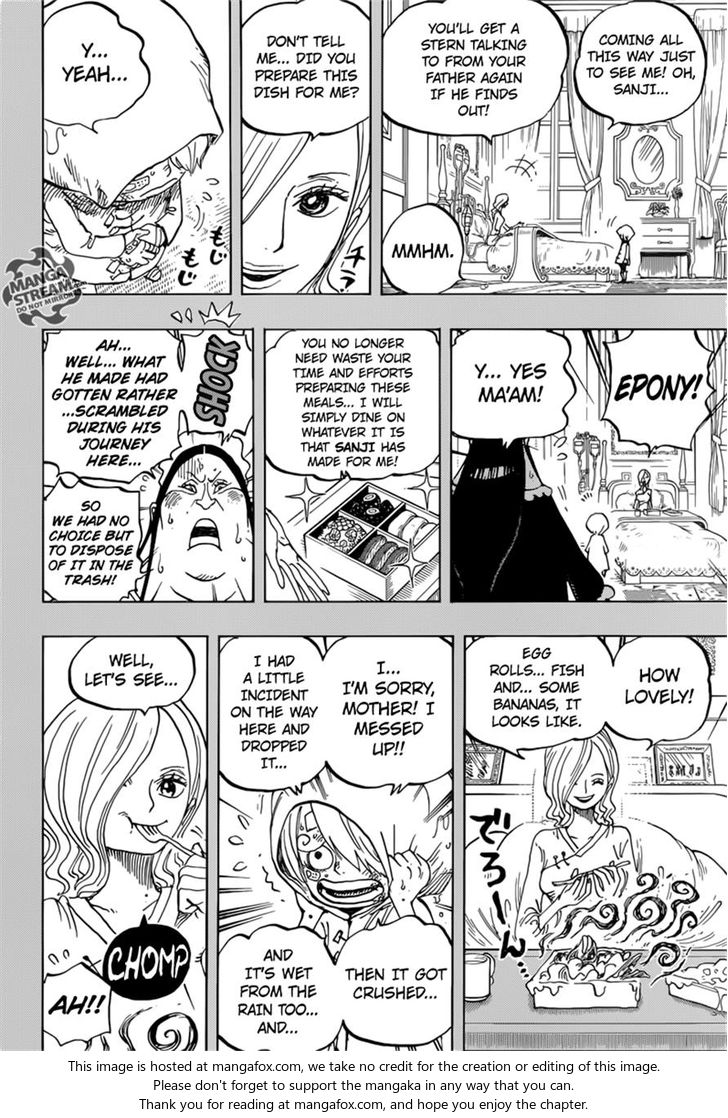 COMING ALL
THIS WAY JUST
TO SEE ME! OH,
SANJI...
YOU'LL GET A
STERN TALKING
TO FROM YOUR
FATHER AGAIN
IF HE FINDS
OUT!
MMHM.
DON'T TELL
ME... DID YOU
PREPARE THIS
DISH FOR ME?
チラ
Y...
YEAH...
もじ
もじ
MANGA
STREAM
DO NOT MIRROR
EPONY!
Y... YES
MA'AM!
YOU NO LONGER
NEED WASTE YOUR
TIME AND EFFORTS
PREPARING THESE
MEALS... I WILL
SIMPLY DINE ON
WHATEVER IT IS
THAT SANJI HAS
MADE FOR ME!
SHOCK
AH...
WELL... WHAT
HE MADE HAD
GOTTEN RATHER
...SCRAMBLED
DURING HIS
JOURNEY
HERE...
SO
WE HAD NO
CHOICE BUT
TO DISPOSE
OF IT IN THE
TRASH!
HOW
LOVELY!
EGG
ROLLS... FISH
AND... SOME
BANANAS, IT
LOOKS LIKE.
でろーん...
I...
I'M SORRY,
MOTHER! I
MESSED
UP!!
I HAD
A LITTLE
INCIDENT
ON THE WAY
HERE AND
DROPPED
IT...
THEN IT GOT
CRUSHED...
AND
IT'S WET
FROM THE
RAIN TOO...
AND...
WELL,
LET'S SEE...
CHOMP
AH!!
This image is hosted at mangafox.com, we take no credit for the creation or editing of this image.
Please don't forget to support the mangaka in any way that you can.
Thank you for reading at mangafox.com, and hope you enjoy the chapter.